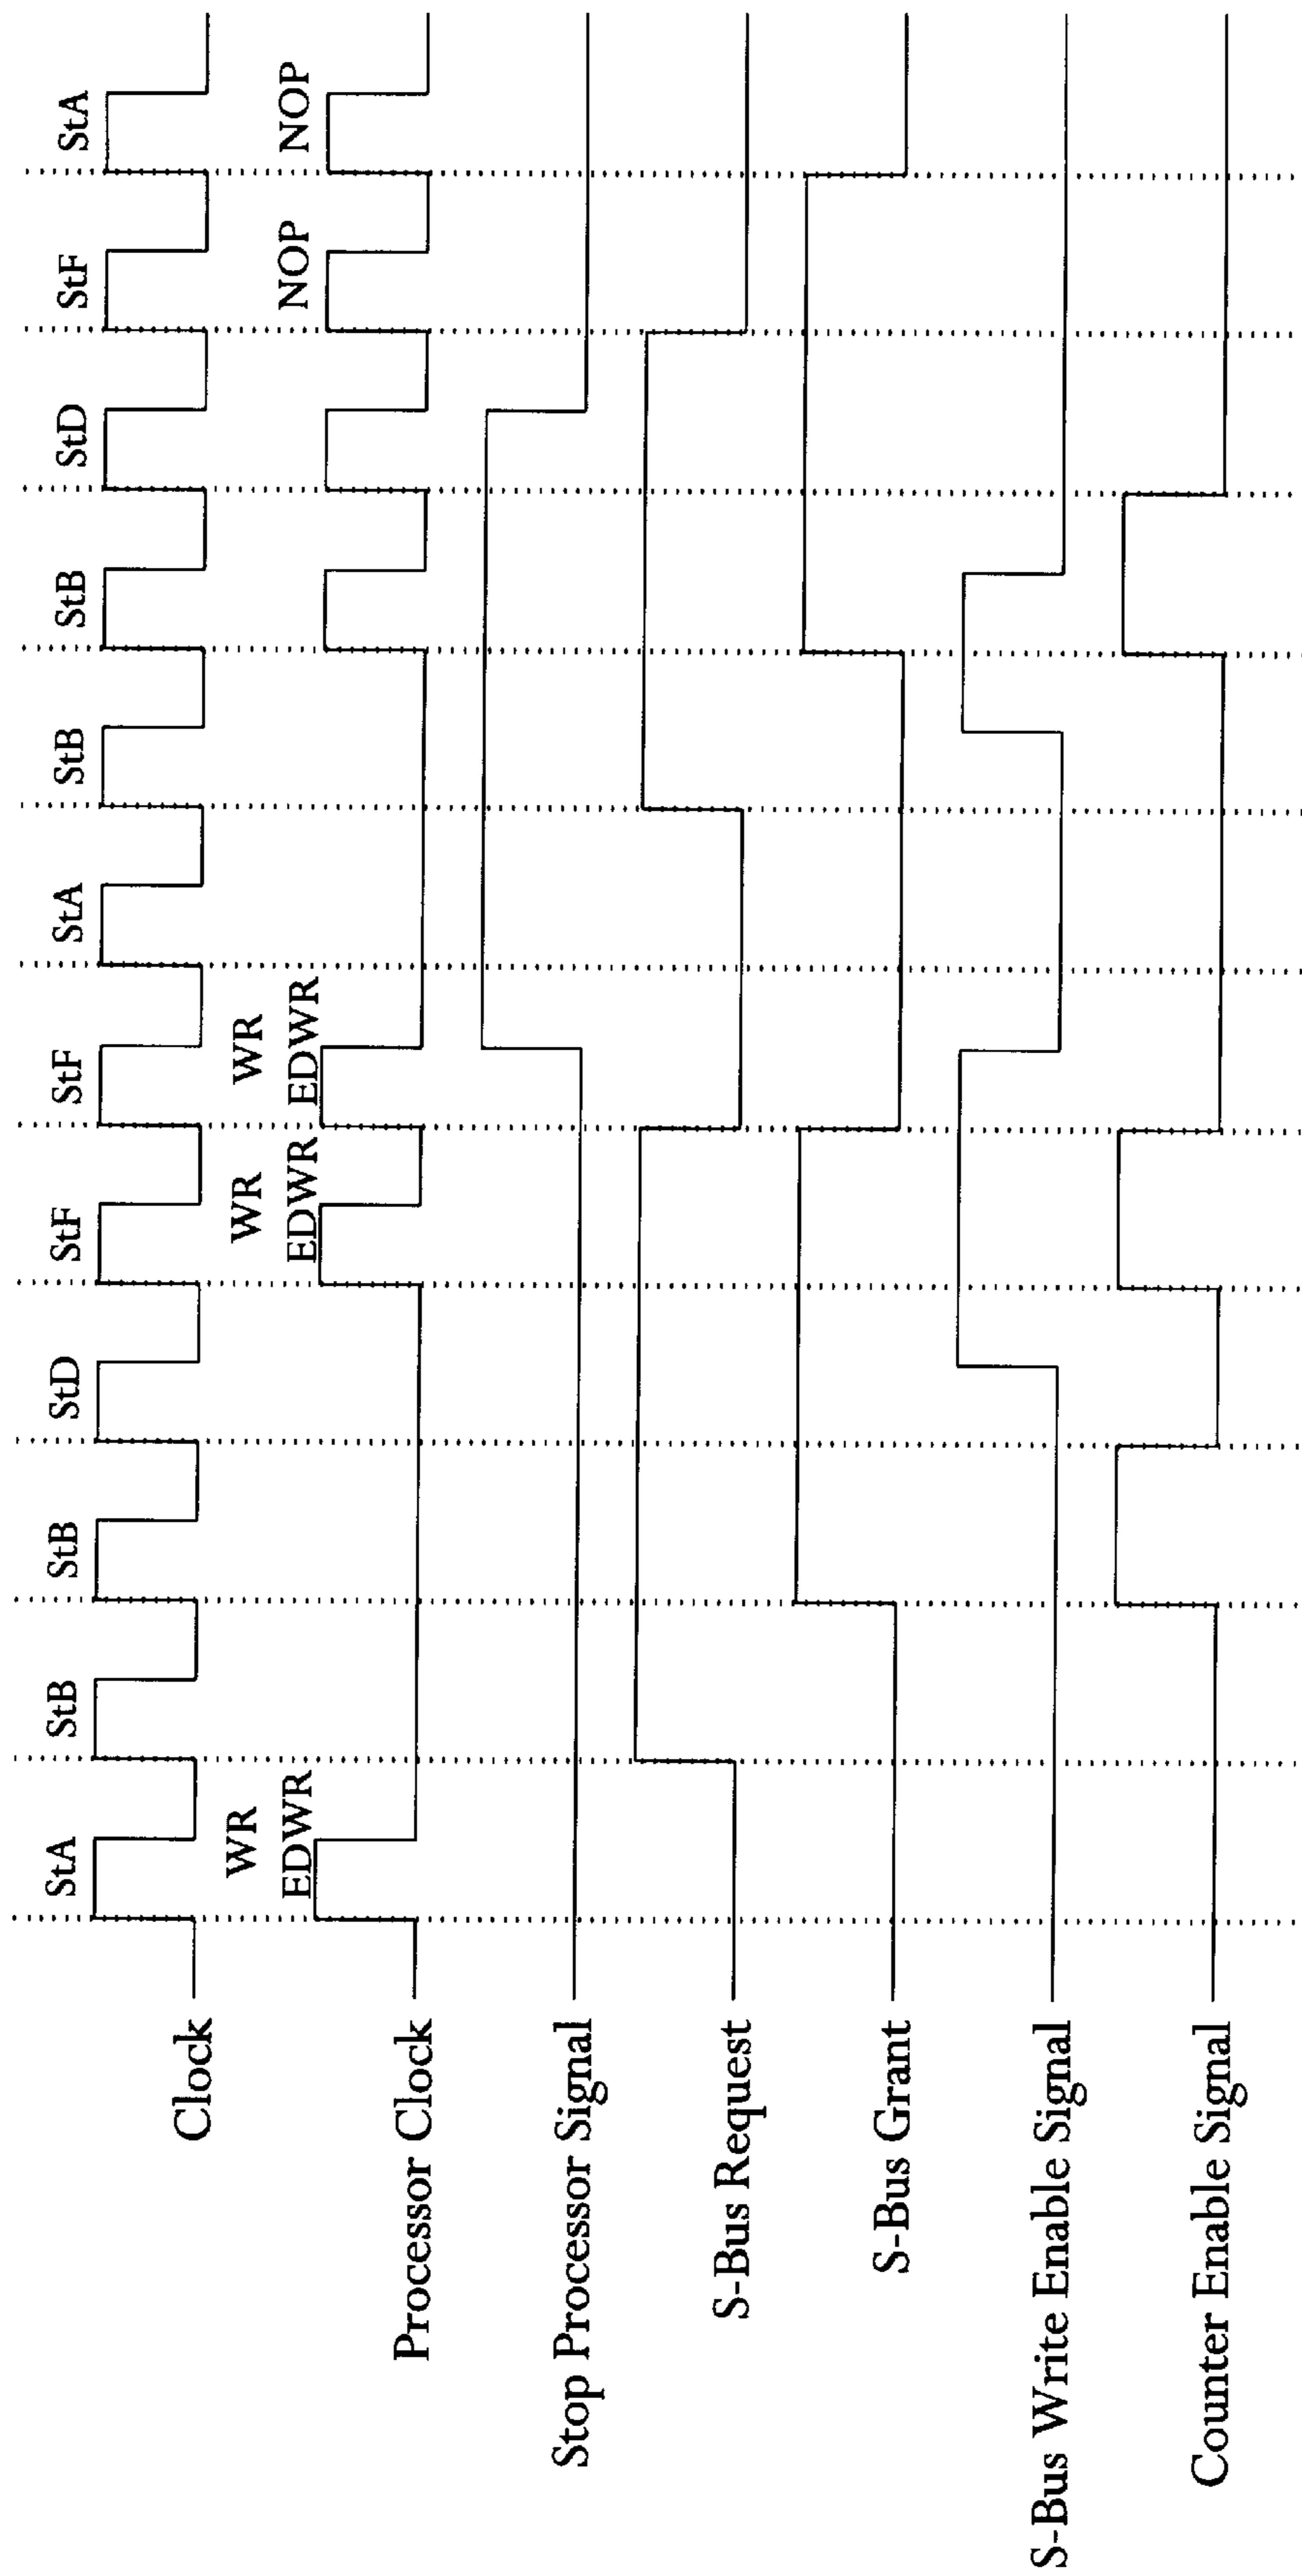 StA StB StB StD StF StF StA StB StB StD StF StA
Clock
WR WR WR
EDWR EDWR EDWR NOP NOP
Processor Clock
Stop Processor Signal
S-Bus Request
S-Bus Grant
S-Bus Write Enable Signal
Counter Enable Signal